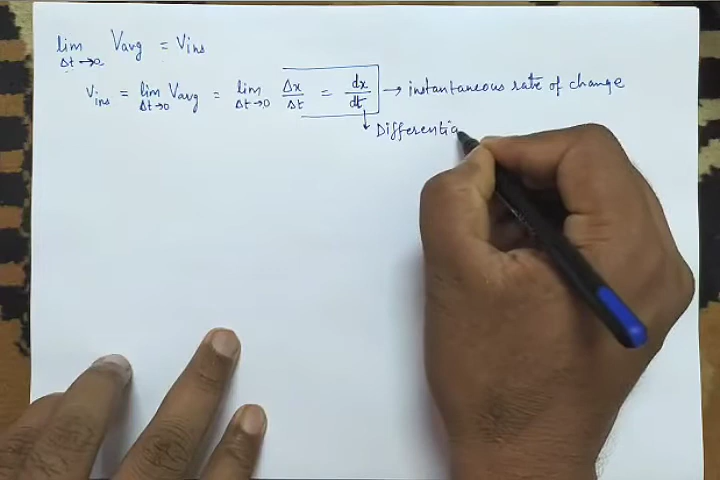 lim Δt→0 Vavg = Vins
Vins = lim Δt→0 Vavg = lim Δt→0 Δx/Δt = dx/dt → instantaneous rate of change
↳ Differentia